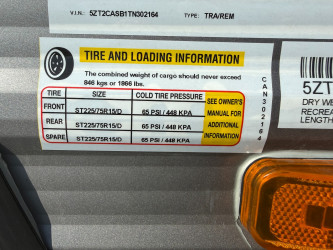 V.I.N.: 5ZT2CASB1TN302164
TYPE: TRA/REM
TIRE AND LOADING INFORMATION
The combined weight of cargo should never exceed
846 kgs or 1866 lbs.
TIRE SIZE COLD TIRE PRESSURE SEE OWNER'S MANUAL FOR ADDITIONAL INFORMATION
FRONT ST225/75R15/D 65 PSI / 448 KPA
REAR ST225/75R15/D 65 PSI / 448 KPA
SPARE ST225/75R15/D 65 PSI / 448 KPA
CAN302164
5ZT
DRY WE
RECREA
LENGTH